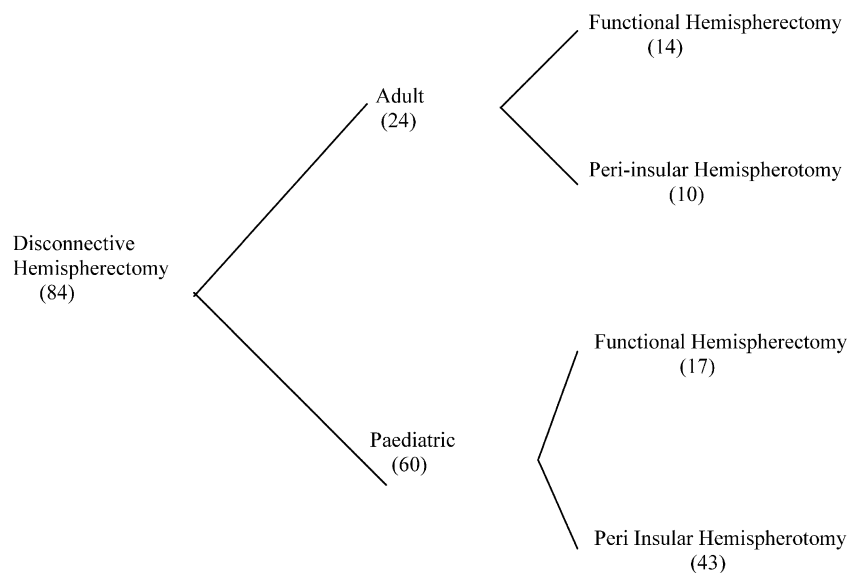 Functional Hemispherectomy
(14)
Adult
(24)
Peri-insular Hemispherotomy
(10)
Disconnective
Hemispherectomy
(84)
Functional Hemispherectomy
(17)
Paediatric
(60)
Peri Insular Hemispherotomy
(43)